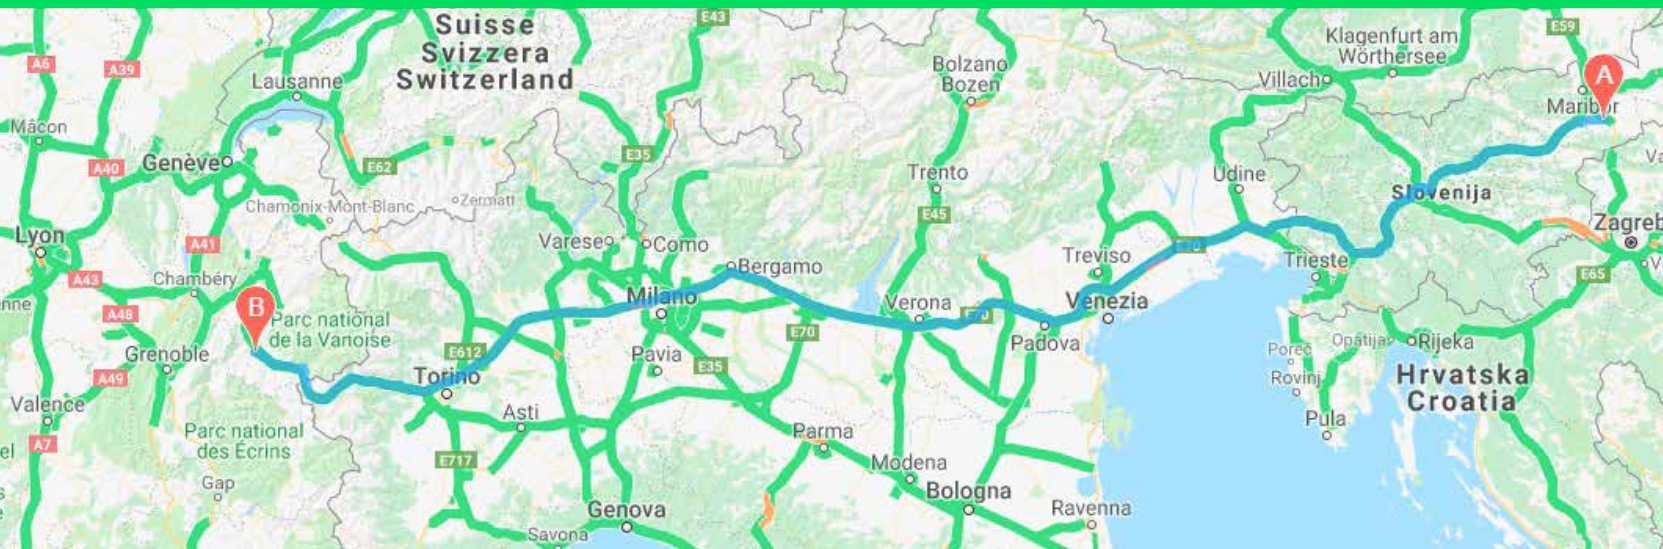 Suisse
Svizzera
Switzerland
E43
E59
Klagenfurt am
Wörthersee
A6
A39
Lausanne
Bolzano
Bozen
Villach
A
Maribor
Mâcon
A40
Genève
E62
E35
Trento
Udine
Slovenija
Chamonix-Mont-Blanc
Zermatt
E45
Zagreb
Lyon
A41
Varese
Como
Treviso
E70
Trieste
A43
Chambéry
Bergamo
E65
A48
B
Parc national
de la Vanoise
Milano
Verona
E70
Venezia
Grenoble
E612
Pavia
E70
Padova
Poreč
Opatija
Rijeka
A49
Torino
E35
Rovinj
Hrvatska
Croatia
Valence
Asti
Pula
A7
Parc national
des Écrins
Parma
E717
Modena
Gap
Bologna
Genova
Ravenna
Savona